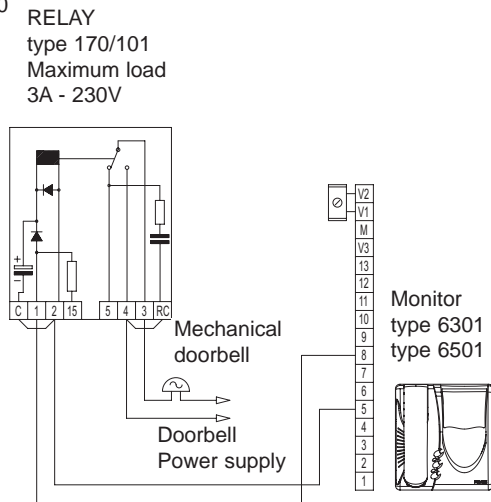 0
RELAY
type 170/101
Maximum load
3A - 230V
+
–
C 1 2 15 5 4 3 RC
Mechanical
doorbell
Doorbell
Power supply
V2
V1
M
V3
13
12
11
10
9
8
7
6
5
4
3
2
1
Monitor
type 6301
type 6501